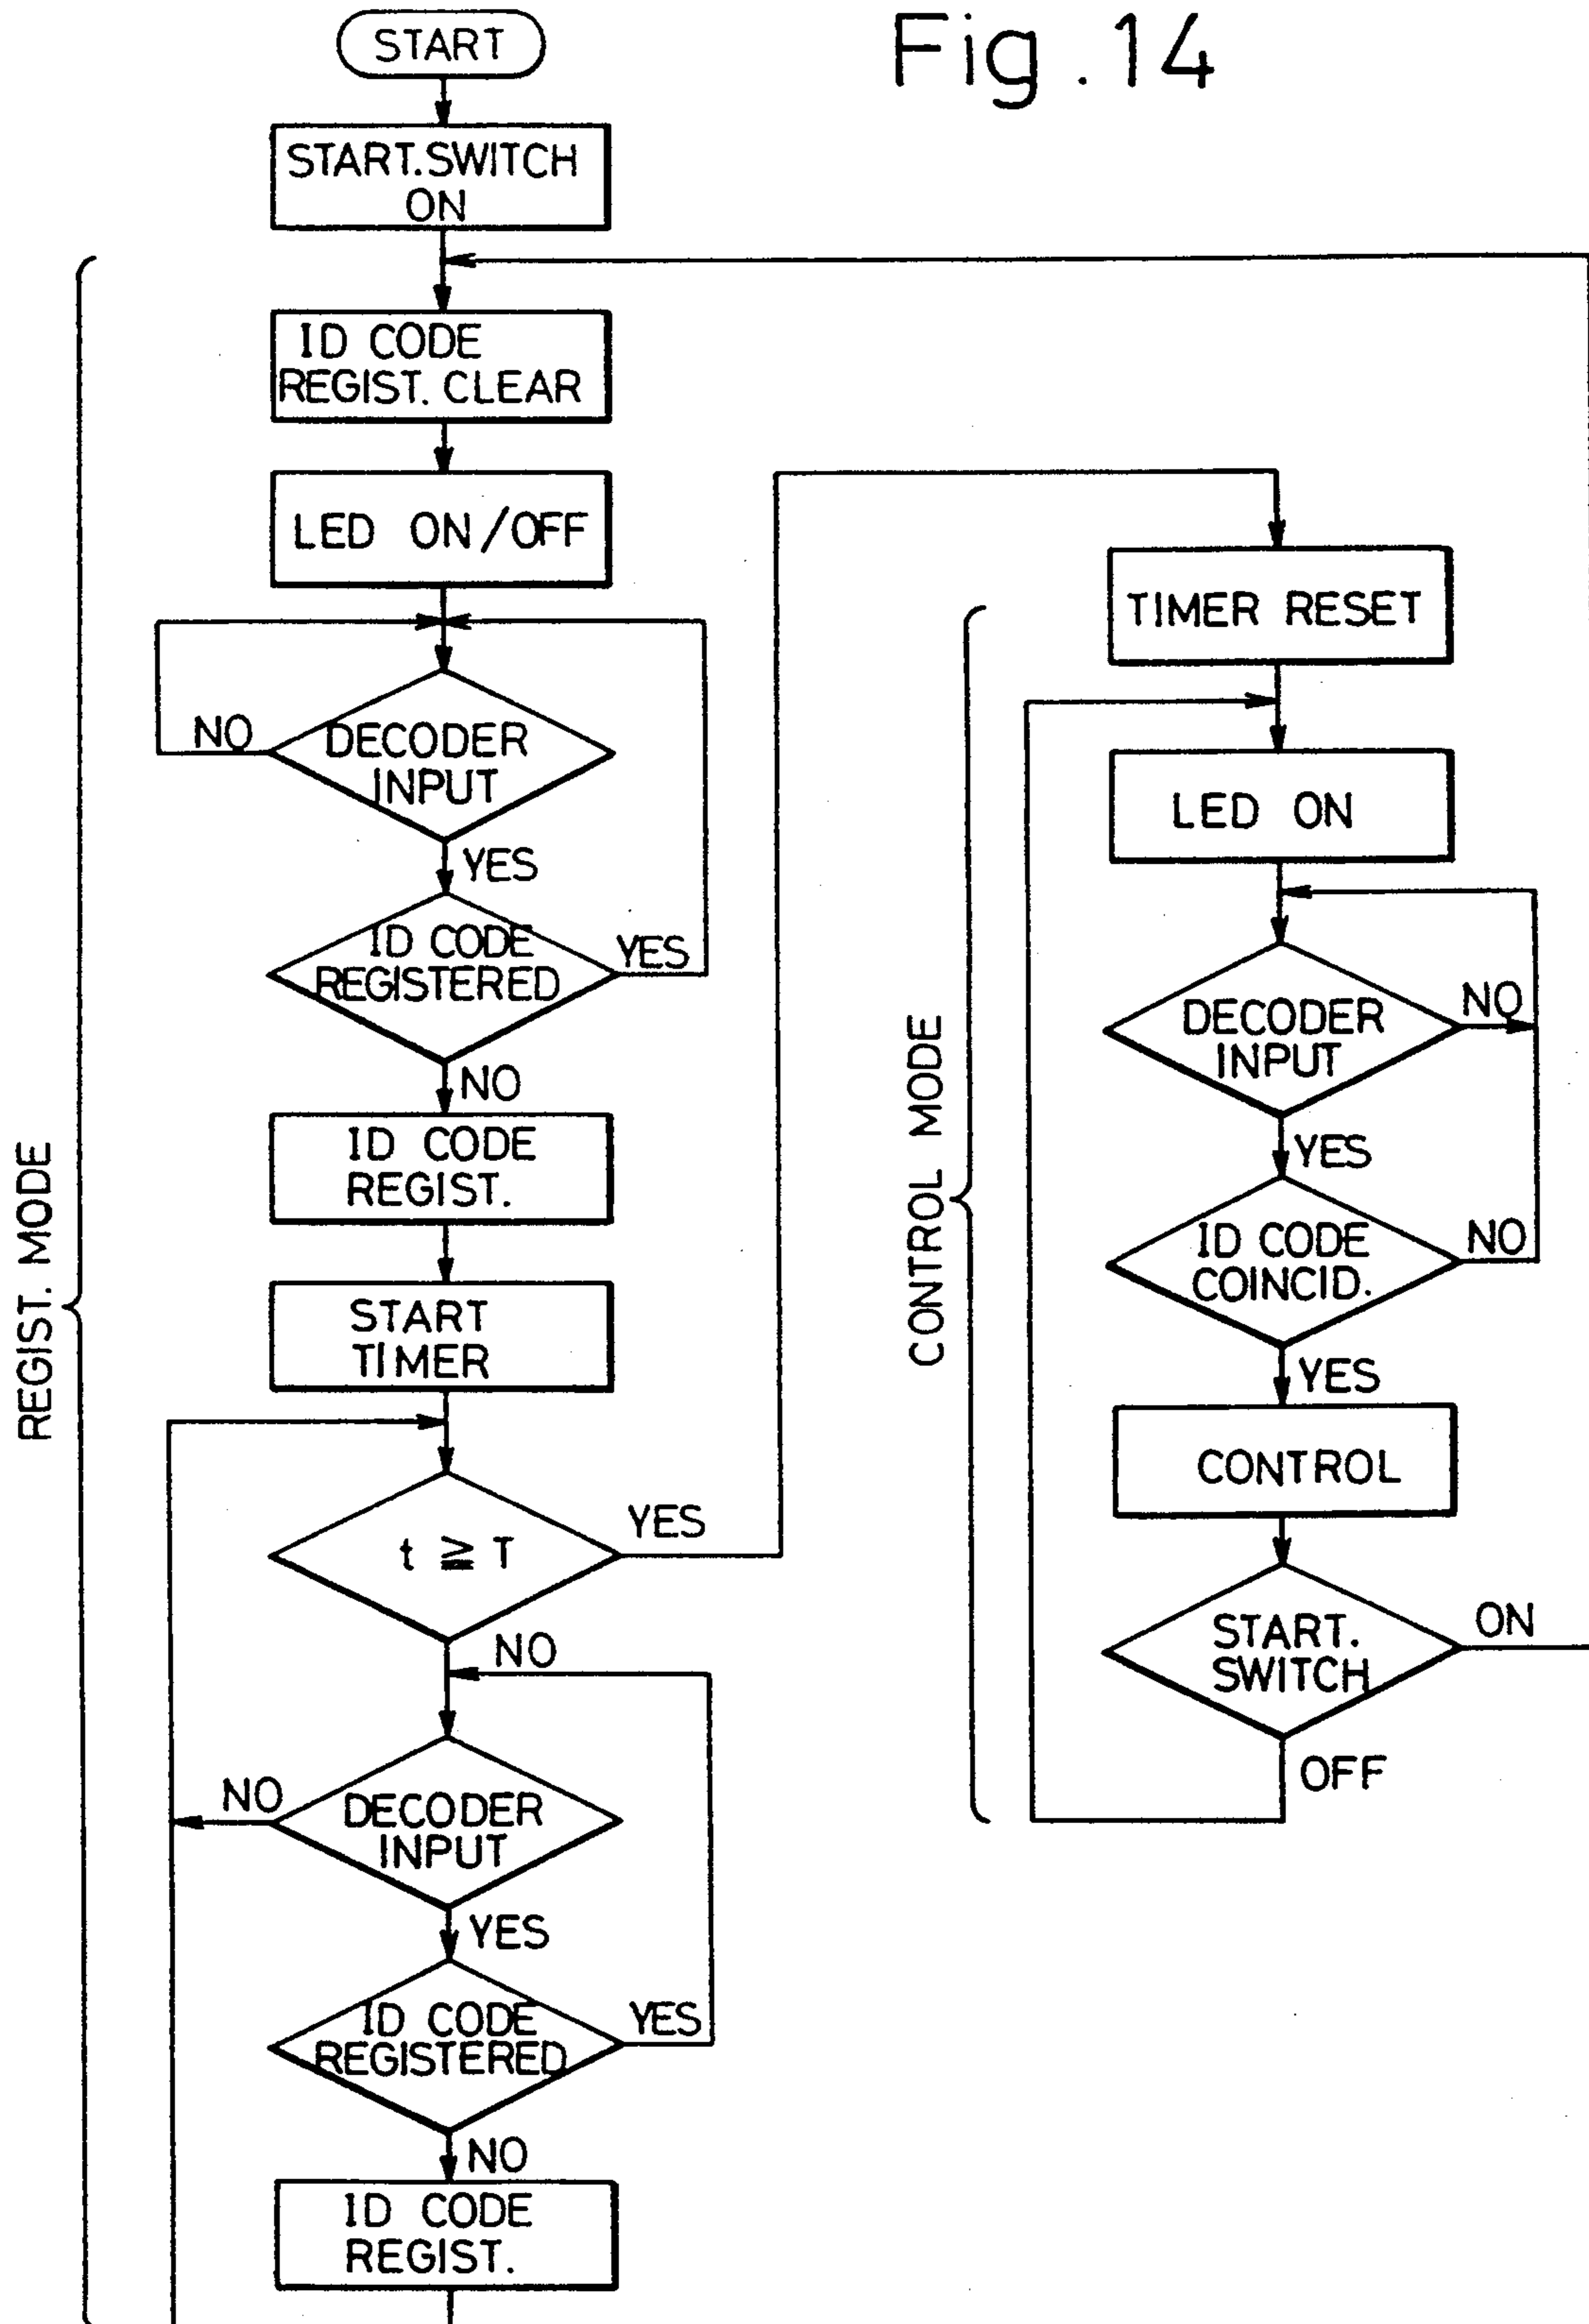 Fig.14
START
START.SWITCH
ON
ID CODE
REGIST. CLEAR
LED ON/OFF
NO
DECODER
INPUT
YES
ID CODE
REGISTERED
YES
NO
ID CODE
REGIST.
START
TIMER
t ≧ T
YES
NO
NO
DECODER
INPUT
YES
ID CODE
REGISTERED
YES
NO
ID CODE
REGIST.
REGIST. MODE
TIMER RESET
LED ON
DECODER
INPUT
NO
YES
ID CODE
COINCID.
NO
YES
CONTROL
START.
SWITCH
ON
OFF
CONTROL MODE